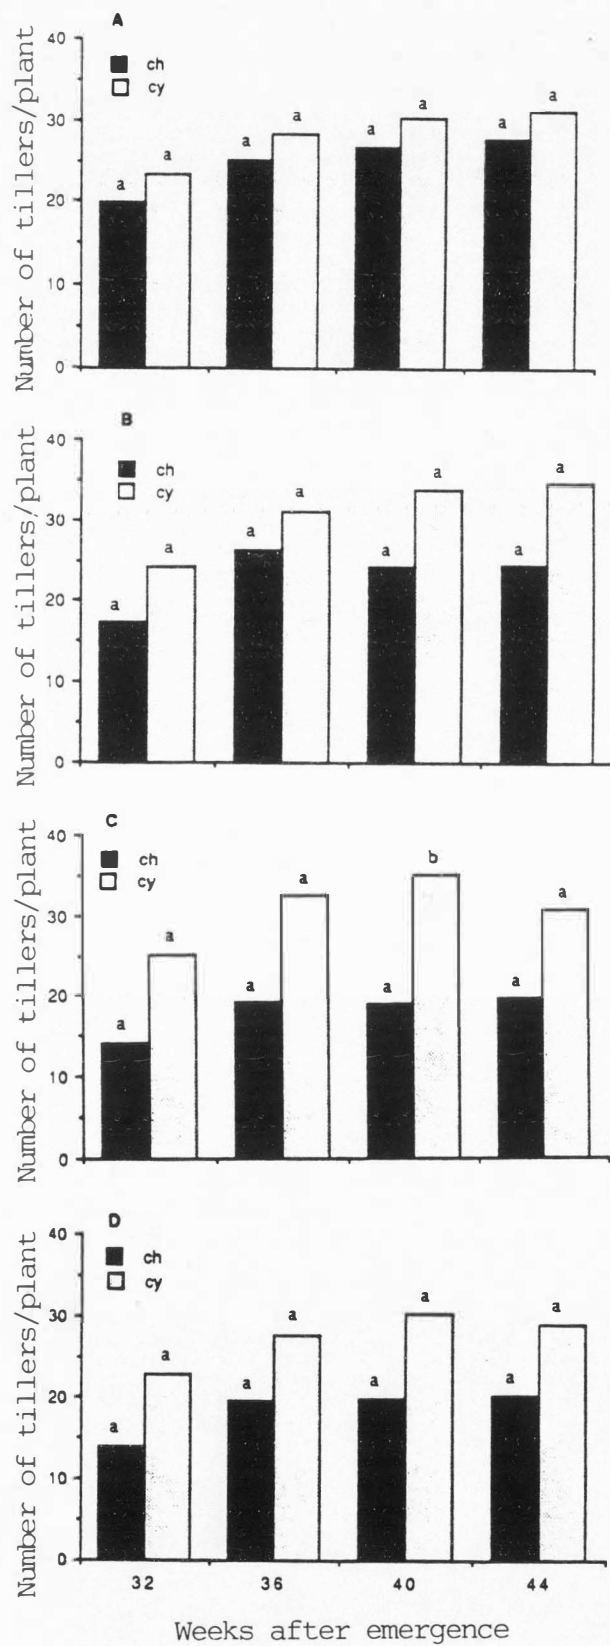 A
Number of tillers/plant
40
30
20
10
0
ch
cy
a a a a a a a a
B
Number of tillers/plant
40
30
20
10
0
ch
cy
a a a a a a a a
C
Number of tillers/plant
40
30
20
10
0
ch
cy
a a a a a b a a
D
Number of tillers/plant
40
30
20
10
0
ch
cy
a a a a a a a a
32 36 40 44
Weeks after emergence